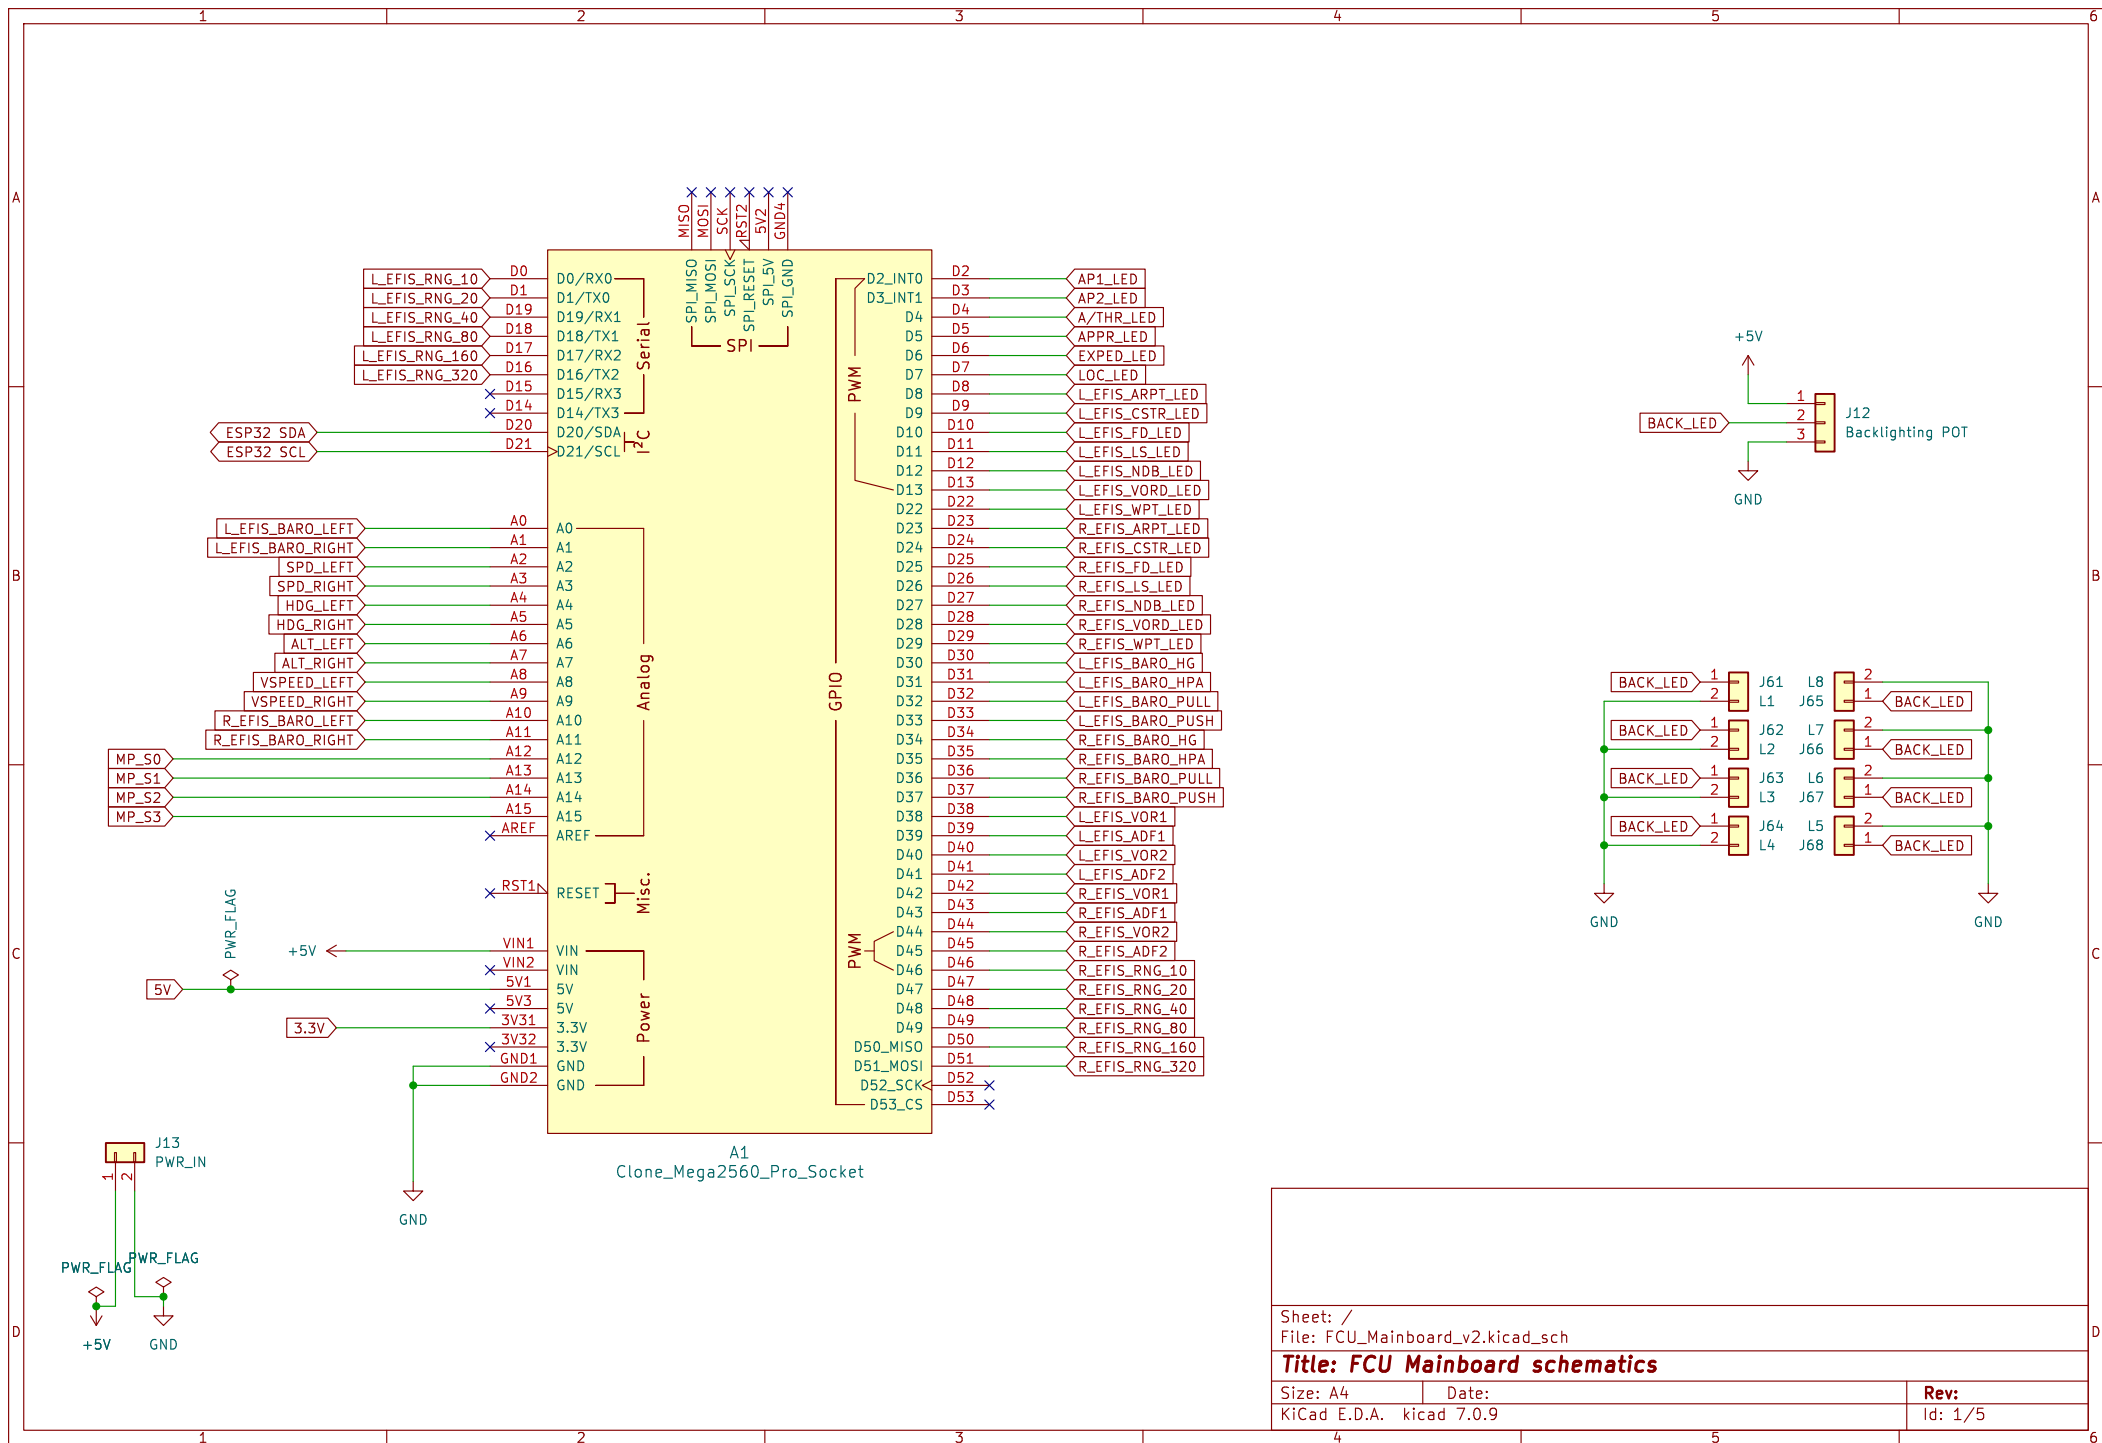 1 2 3 4 5 6
A A
B B
C C
D D
1 2 3 4 5 6
MISO MOSI SCK RST2 5V2 GND4
SPI_MISO SPI_MOSI SPI_SCK SPI_RESET SPI_5V SPI_GND
SPI
L_EFIS_RNG_10 D0 D0/RX0
L_EFIS_RNG_20 D1 D1/TX0
L_EFIS_RNG_40 D19 D19/RX1
L_EFIS_RNG_80 D18 D18/TX1
L_EFIS_RNG_160 D17 D17/RX2
L_EFIS_RNG_320 D16 D16/TX2
D15 D15/RX3
D14 D14/TX3
Serial
ESP32 SDA D20 D20/SDA
ESP32 SCL D21 D21/SCL
I²C
L_EFIS_BARO_LEFT A0 A0
L_EFIS_BARO_RIGHT A1 A1
SPD_LEFT A2 A2
SPD_RIGHT A3 A3
HDG_LEFT A4 A4
HDG_RIGHT A5 A5
ALT_LEFT A6 A6
ALT_RIGHT A7 A7
VSPEED_LEFT A8 A8
VSPEED_RIGHT A9 A9
R_EFIS_BARO_LEFT A10 A10
R_EFIS_BARO_RIGHT A11 A11
MP_S0 A12 A12
MP_S1 A13 A13
MP_S2 A14 A14
MP_S3 A15 A15
AREF AREF
Analog
RST1 RESET
Misc.
+5V VIN1 VIN
VIN2 VIN
PWR_FLAG
5V 5V1 5V
5V3 5V
3.3V 3V31 3.3V
3V32 3.3V
GND1 GND
GND2 GND
Power
GND
D2_INT0 D2 AP1_LED
D3_INT1 D3 AP2_LED
D4 D4 A/THR_LED
D5 D5 APPR_LED
D6 D6 EXPED_LED
D7 D7 LOC_LED
D8 D8 L_EFIS_ARPT_LED
D9 D9 L_EFIS_CSTR_LED
D10 D10 L_EFIS_FD_LED
D11 D11 L_EFIS_LS_LED
D12 D12 L_EFIS_NDB_LED
D13 D13 L_EFIS_VORD_LED
PWM
D22 D22 L_EFIS_WPT_LED
D23 D23 R_EFIS_ARPT_LED
D24 D24 R_EFIS_CSTR_LED
D25 D25 R_EFIS_FD_LED
D26 D26 R_EFIS_LS_LED
D27 D27 R_EFIS_NDB_LED
D28 D28 R_EFIS_VORD_LED
D29 D29 R_EFIS_WPT_LED
D30 D30 L_EFIS_BARO_HG
D31 D31 L_EFIS_BARO_HPA
D32 D32 L_EFIS_BARO_PULL
D33 D33 L_EFIS_BARO_PUSH
D34 D34 R_EFIS_BARO_HG
D35 D35 R_EFIS_BARO_HPA
D36 D36 R_EFIS_BARO_PULL
D37 D37 R_EFIS_BARO_PUSH
D38 D38 L_EFIS_VOR1
D39 D39 L_EFIS_ADF1
D40 D40 L_EFIS_VOR2
D41 D41 L_EFIS_ADF2
D42 D42 R_EFIS_VOR1
D43 D43 R_EFIS_ADF1
D44 D44 R_EFIS_VOR2
D45 D45 R_EFIS_ADF2
D46 D46 R_EFIS_RNG_10
D47 D47 R_EFIS_RNG_20
D48 D48 R_EFIS_RNG_40
D49 D49 R_EFIS_RNG_80
D50_MISO D50 R_EFIS_RNG_160
D51_MOSI D51 R_EFIS_RNG_320
D52_SCK D52
D53_CS D53
GPIO
PWM
A1
Clone_Mega2560_Pro_Socket
J13
PWR_IN
1 2
PWR_FLAG PWR_FLAG
+5V GND
+5V
1 J12
BACK_LED 2 Backlighting POT
3
GND
BACK_LED 1 J61 L8 2
2 L1 J65 1 BACK_LED
BACK_LED 1 J62 L7 2
2 L2 J66 1 BACK_LED
BACK_LED 1 J63 L6 2
2 L3 J67 1 BACK_LED
BACK_LED 1 J64 L5 2
2 L4 J68 1 BACK_LED
GND GND
Sheet: /
File: FCU_Mainboard_v2.kicad_sch
Title: FCU Mainboard schematics
Size: A4 Date: Rev:
KiCad E.D.A. kicad 7.0.9 Id: 1/5